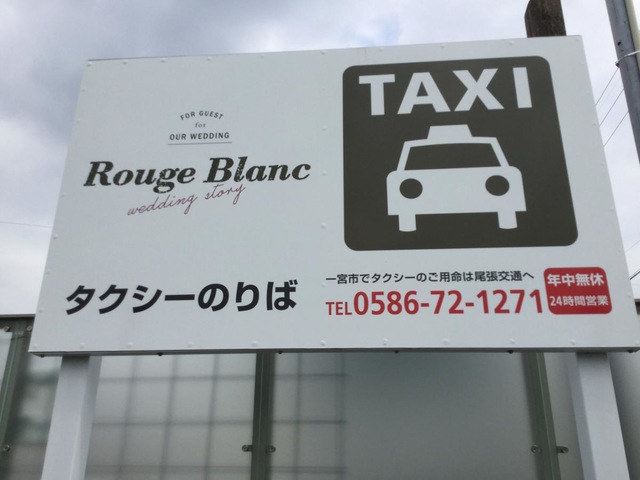 FOR GUEST
for
OUR WEDDING
Rouge Blanc
wedding story
TAXI
タクシーのりば
一宮市でタクシーのご用命は尾張交通へ
TEL0586-72-1271
年中無休
24時間営業